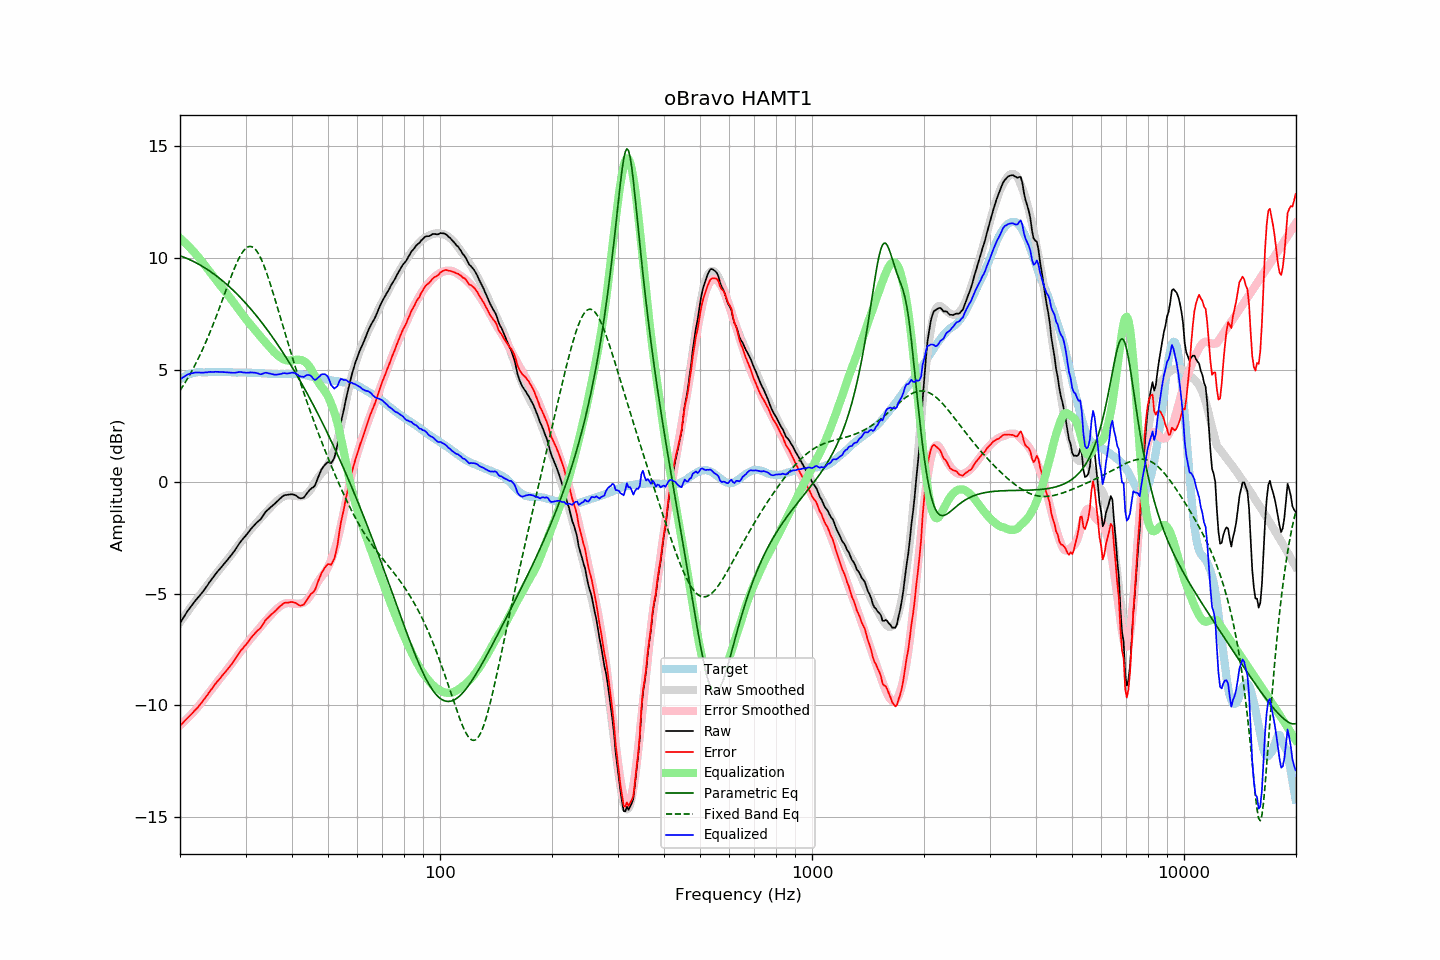 oBravo HAMT1
Amplitude (dBr)
15
10
5
0
−5
−10
−15
Target
Raw Smoothed
Error Smoothed
Raw
Error
Equalization
Parametric Eq
Fixed Band Eq
Equalized
100
1000
10000
Frequency (Hz)